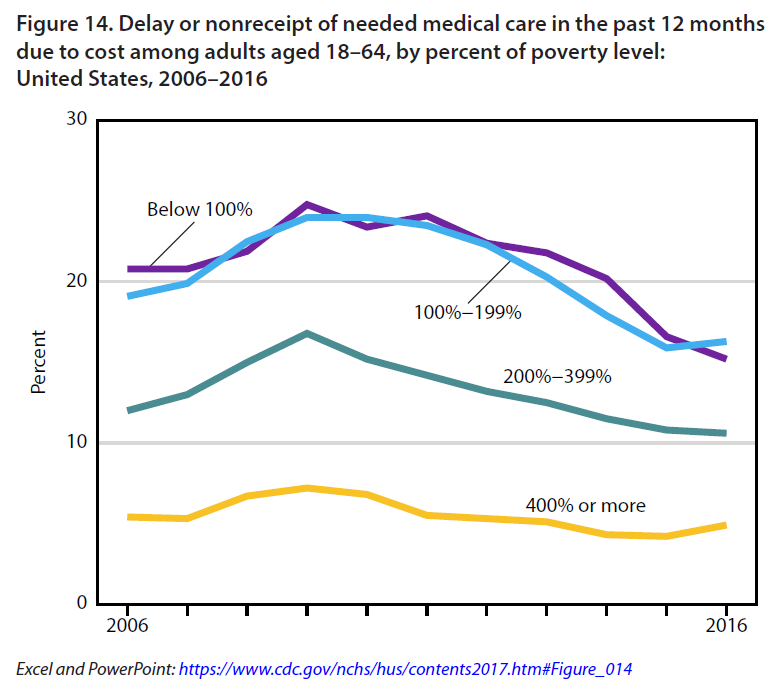 Figure 14. Delay or nonreceipt of needed medical care in the past 12 months
due to cost among adults aged 18–64, by percent of poverty level:
United States, 2006–2016
30
Below 100%
20
100%–199%
Percent
200%–399%
10
400% or more
0
2006
2016
Excel and PowerPoint: https://www.cdc.gov/nchs/hus/contents2017.htm#Figure_014